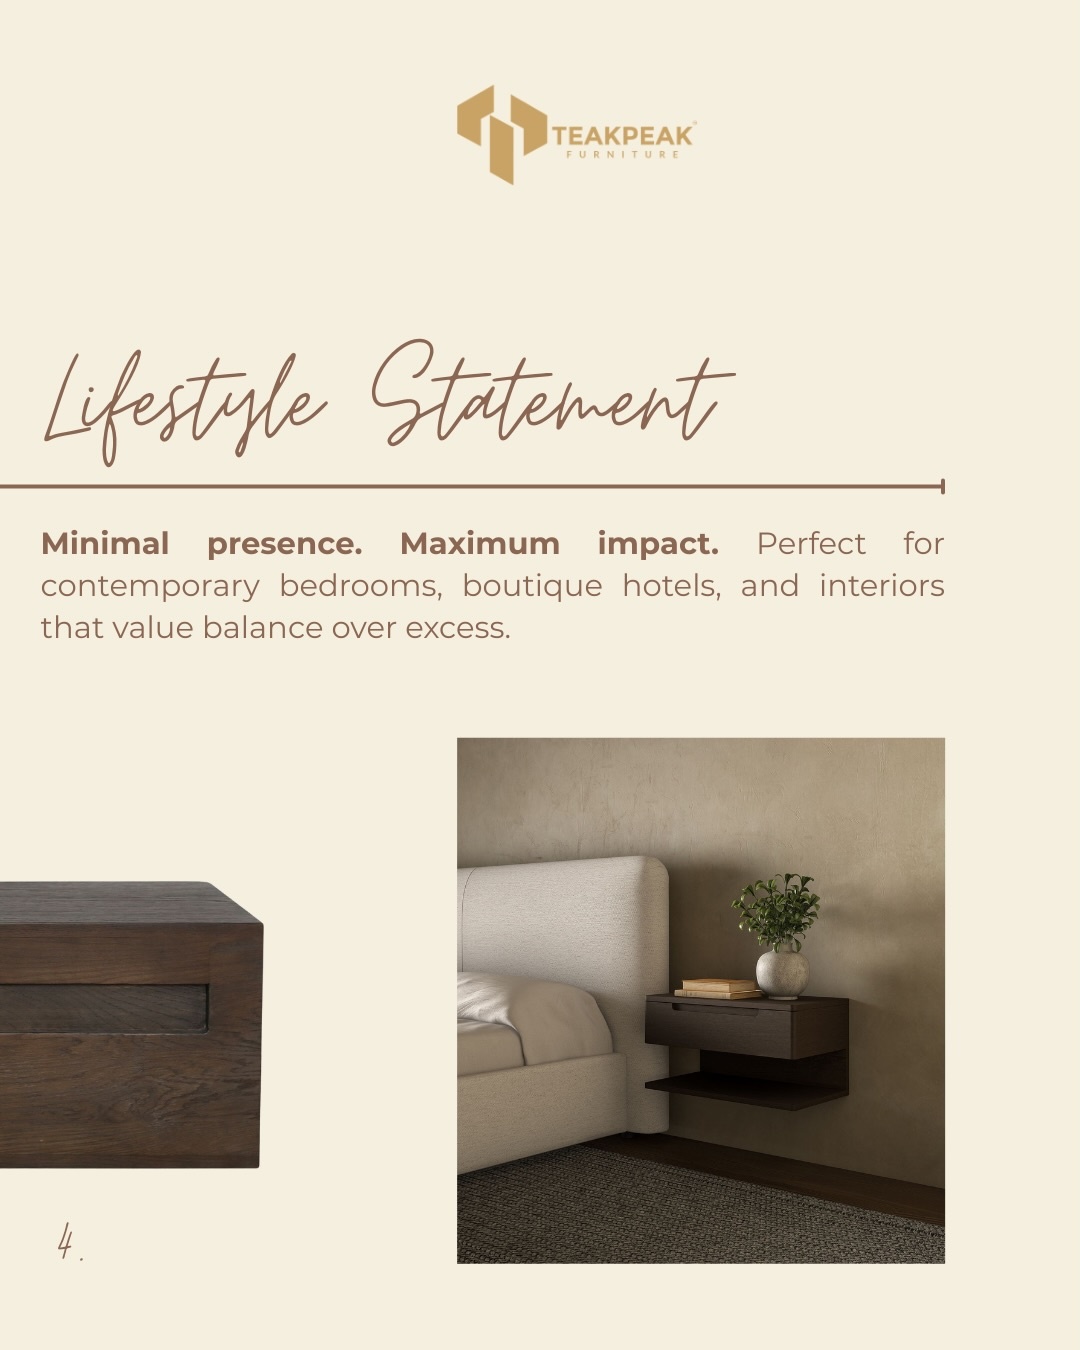 TEAKPEAK
FURNITURE
Lifestyle Statement
Minimal presence. Maximum impact. Perfect for
contemporary bedrooms, boutique hotels, and interiors
that value balance over excess.
4.